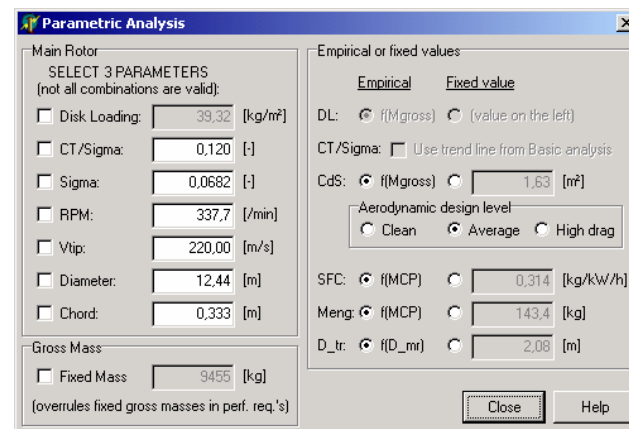 Parametric Analysis
Main Rotor
SELECT 3 PARAMETERS
(not all combinations are valid):
Disk Loading: 39,32 [kg/m²]
CT/Sigma: 0,120 [-]
Sigma: 0,0682 [-]
RPM: 337,7 [/min]
Vtip: 220,00 [m/s]
Diameter: 12,44 [m]
Chord: 0,333 [m]
Gross Mass
Fixed Mass 9455 [kg]
(overrules fixed gross masses in perf. req.'s)
Empirical or fixed values
Empirical Fixed value
DL: f(Mgross) (value on the left)
CT/Sigma: Use trend line from Basic analysis
CdS: f(Mgross) 1,63 [m²]
Aerodynamic design level
Clean Average High drag
SFC: f(MCP) 0,314 [kg/kW/h]
Meng: f(MCP) 143,4 [kg]
D_tr: f(D_mr) 2,08 [m]
Close Help